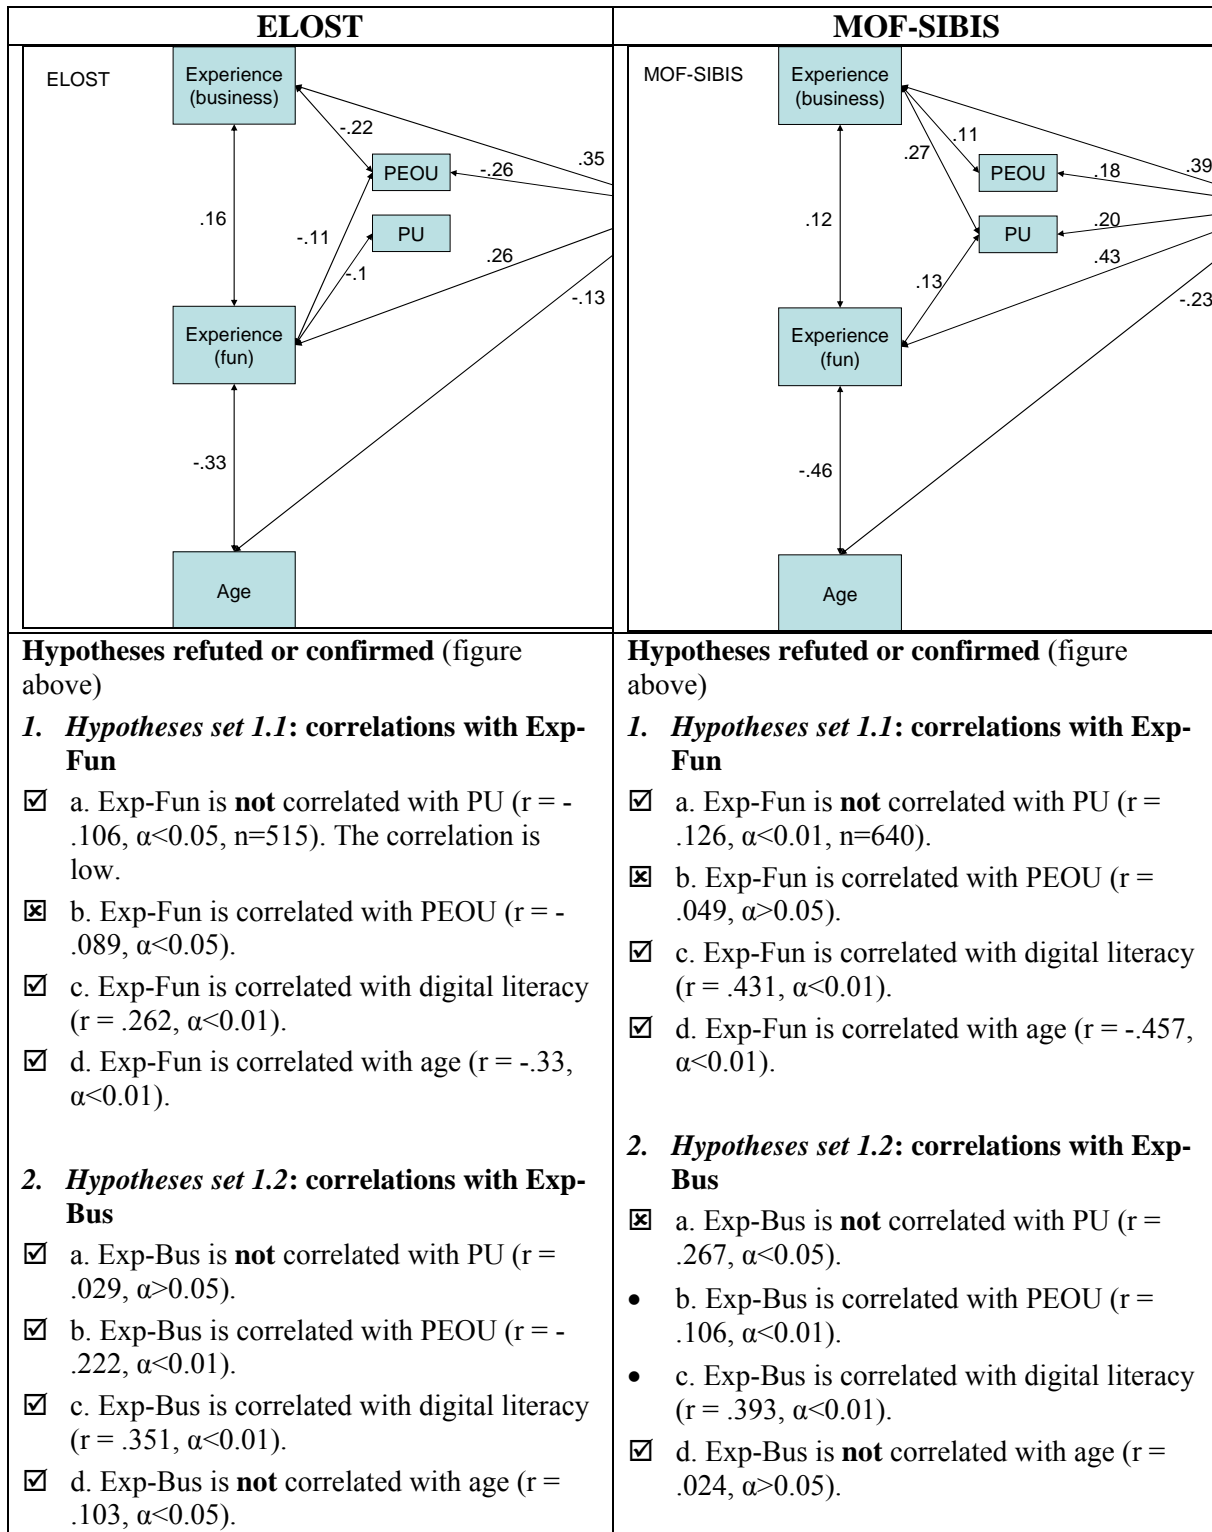 ELOST
ELOST
Experience
(business)
-.22
PEOU
-.26
.35
.16
-.11
PU
-.1
.26
-.13
Experience
(fun)
-.33
Age
Hypotheses refuted or confirmed (figure
above)
1. Hypotheses set 1.1: correlations with Exp-
Fun
☑ a. Exp-Fun is not correlated with PU (r = -
.106, α<0.05, n=515). The correlation is
low.
☒ b. Exp-Fun is correlated with PEOU (r = -
.089, α<0.05).
☑ c. Exp-Fun is correlated with digital literacy
(r = .262, α<0.01).
☑ d. Exp-Fun is correlated with age (r = -.33,
α<0.01).
2. Hypotheses set 1.2: correlations with Exp-
Bus
☑ a. Exp-Bus is not correlated with PU (r =
.029, α>0.05).
☑ b. Exp-Bus is correlated with PEOU (r = -
.222, α<0.01).
☑ c. Exp-Bus is correlated with digital literacy
(r = .351, α<0.01).
☑ d. Exp-Bus is not correlated with age (r =
.103, α<0.05).
MOF-SIBIS
MOF-SIBIS
Experience
(business)
.11
.27
PEOU
.18
.39
.12
PU
.20
.13
.43
-.23
Experience
(fun)
-.46
Age
Hypotheses refuted or confirmed (figure
above)
1. Hypotheses set 1.1: correlations with Exp-
Fun
☑ a. Exp-Fun is not correlated with PU (r =
.126, α<0.01, n=640).
☒ b. Exp-Fun is correlated with PEOU (r =
.049, α>0.05).
☑ c. Exp-Fun is correlated with digital literacy
(r = .431, α<0.01).
☑ d. Exp-Fun is correlated with age (r = -.457,
α<0.01).
2. Hypotheses set 1.2: correlations with Exp-
Bus
☒ a. Exp-Bus is not correlated with PU (r =
.267, α<0.05).
• b. Exp-Bus is correlated with PEOU (r =
.106, α<0.01).
• c. Exp-Bus is correlated with digital literacy
(r = .393, α<0.01).
☑ d. Exp-Bus is not correlated with age (r =
.024, α>0.05).